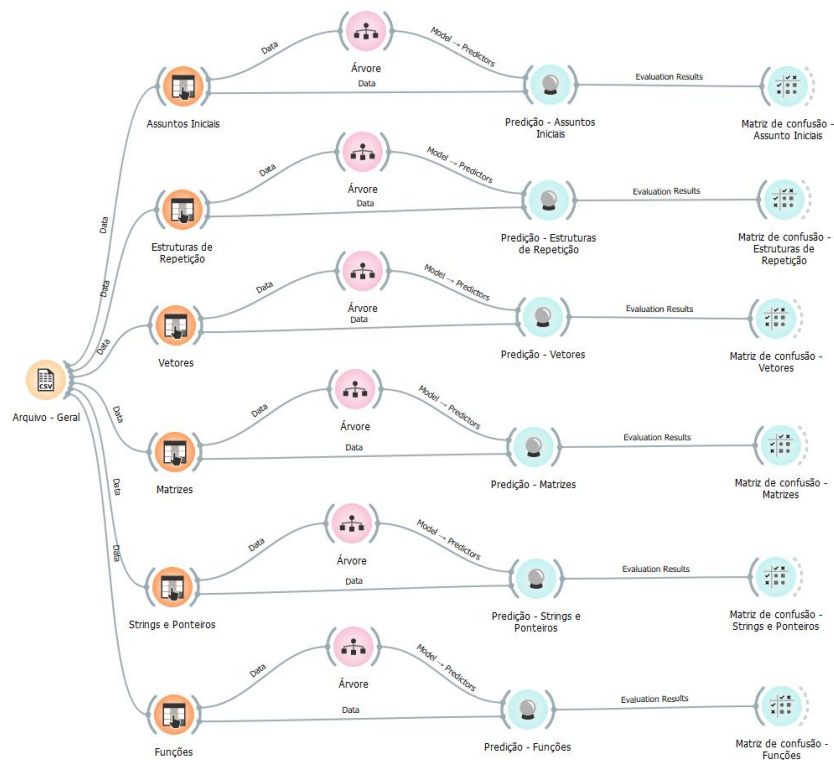 Data
Model → Predictors
Árvore
Data
Evaluation Results
Assuntos Iniciais
Predição - Assuntos
Iniciais
Matriz de confusão -
Assunto Iniciais
Data
Data
Model → Predictors
Árvore
Data
Evaluation Results
Estruturas de
Repetição
Predição - Estruturas
de Repetição
Matriz de confusão -
Estruturas de
Repetição
Data
Data
Model → Predictors
Árvore
Data
Evaluation Results
Vetores
Predição - Vetores
Matriz de confusão -
Vetores
Data
CSV
Arquivo - Geral
Data
Data
Model → Predictors
Árvore
Data
Evaluation Results
Matrizes
Predição - Matrizes
Matriz de confusão -
Matrizes
Data
Data
Model → Predictors
Árvore
Data
Evaluation Results
Strings e Ponteiros
Predição - Strings e
Ponteiros
Matriz de confusão -
Strings e Ponteiros
Data
Data
Model → Predictors
Árvore
Data
Evaluation Results
Funções
Predição - Funções
Matriz de confusão -
Funções